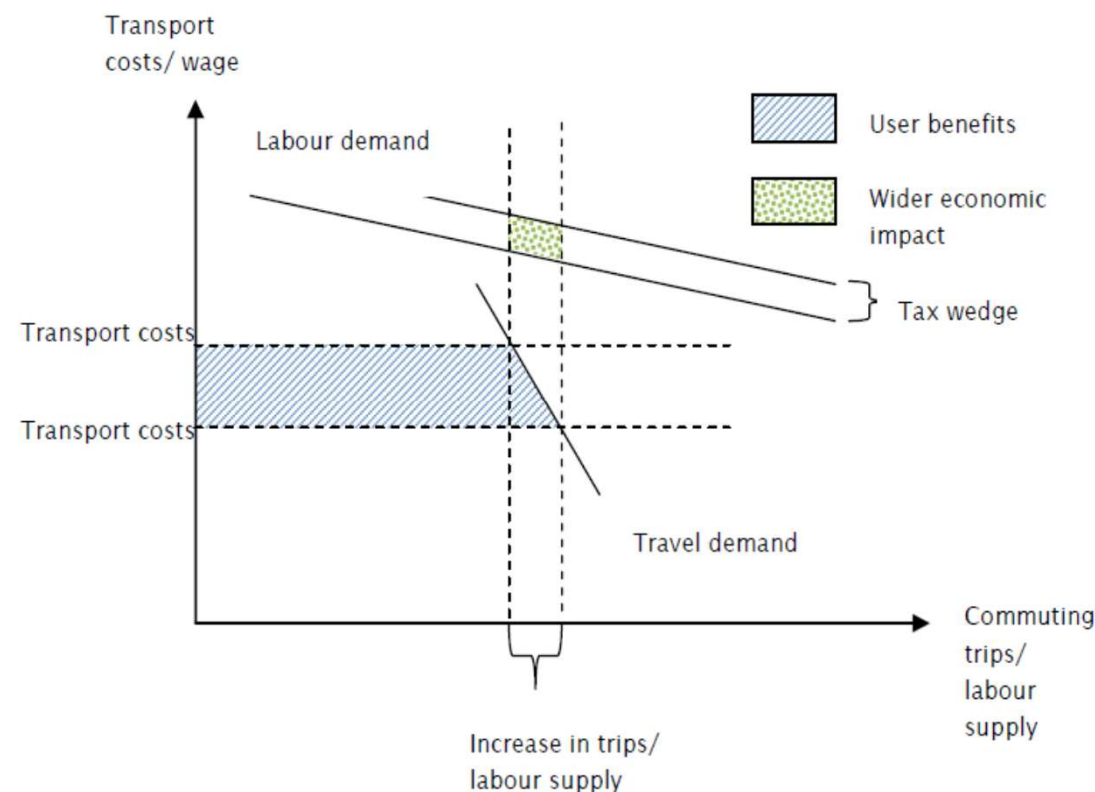 Transport
costs/ wage
Labour demand
User benefits
Wider economic
impact
Tax wedge
Transport costs
Transport costs
Travel demand
Commuting
trips/
labour
supply
Increase in trips/
labour supply